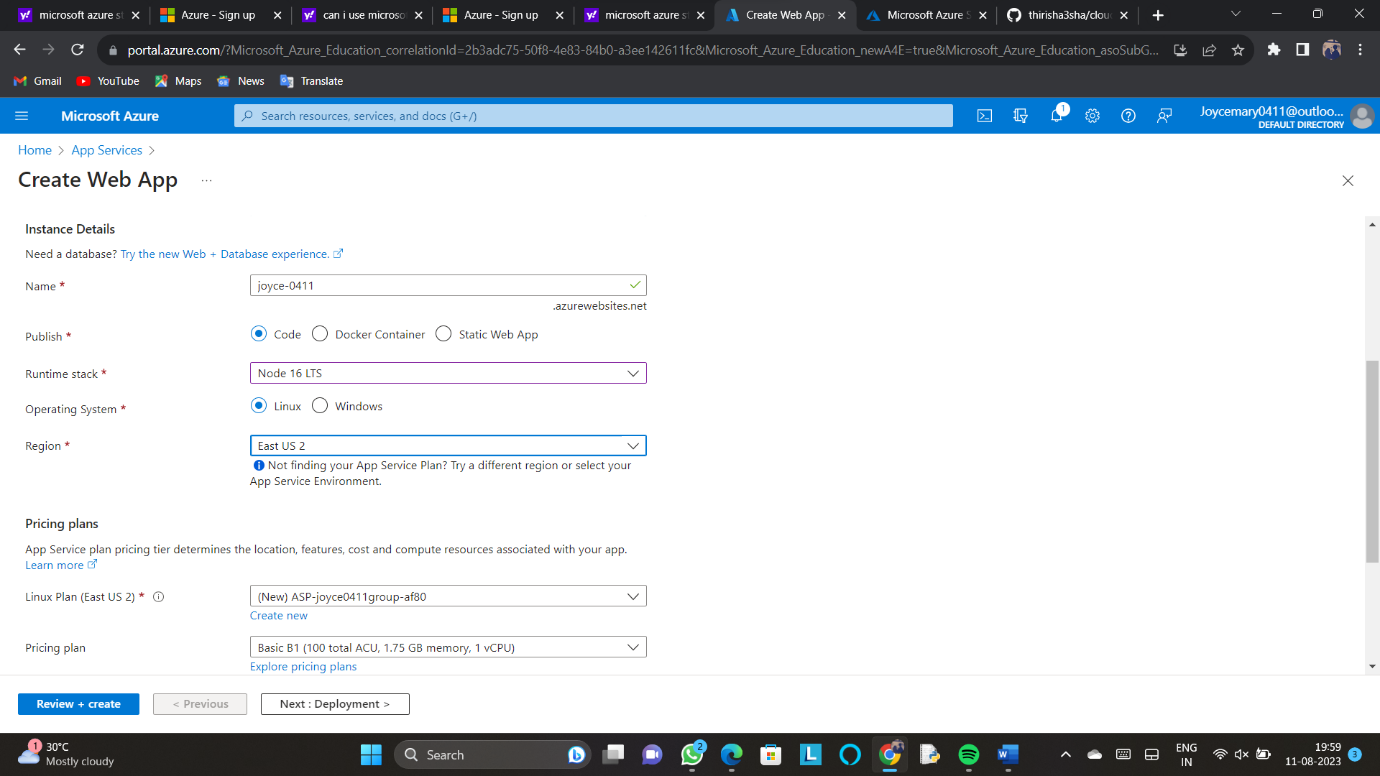 microsoft azure st
Azure - Sign up
can i use microso
Azure - Sign up
microsoft azure st
Create Web App -
Microsoft Azure S
thirisha3sha/clou
portal.azure.com/?Microsoft_Azure_Education_correlationId=2b3adc75-50f8-4e83-84b0-a3ee142611fc&Microsoft_Azure_Education_newA4E=true&Microsoft_Azure_Education_asoSubG...
Gmail YouTube Maps News Translate
Microsoft Azure
Search resources, services, and docs (G+/)
1
Joycemary0411@outloo...
DEFAULT DIRECTORY
Home > App Services >
Create Web App ...
Instance Details
Need a database? Try the new Web + Database experience.
Name *
joyce-0411
.azurewebsites.net
Publish *
Code Docker Container Static Web App
Runtime stack *
Node 16 LTS
Operating System *
Linux Windows
Region *
East US 2
Not finding your App Service Plan? Try a different region or select your
App Service Environment.
Pricing plans
App Service plan pricing tier determines the location, features, cost and compute resources associated with your app.
Learn more
Linux Plan (East US 2) *
(New) ASP-joyce0411group-af80
Create new
Pricing plan
Basic B1 (100 total ACU, 1.75 GB memory, 1 vCPU)
Explore pricing plans
Review + create
< Previous
Next : Deployment >
1
30°C
Mostly cloudy
Search
2
L
W
ENG
IN
19:59
11-08-2023
3